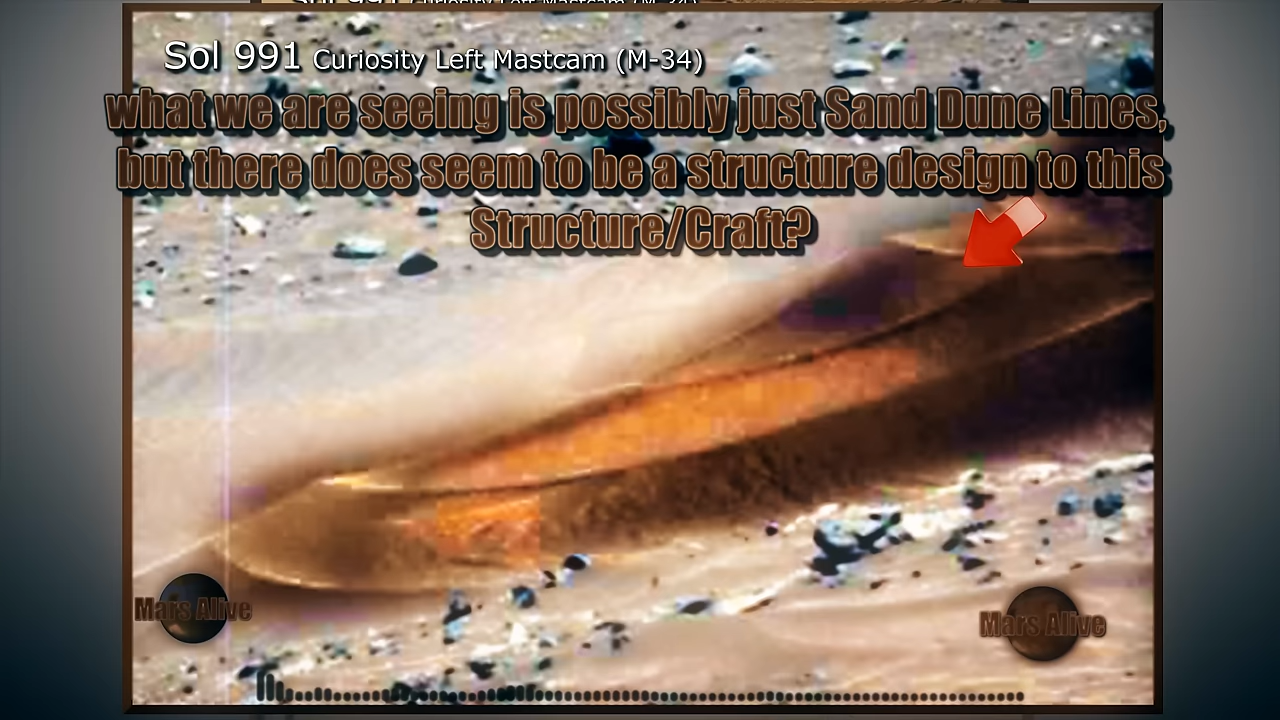 Sol 991 Curiosity Left Mastcam (M-34)
what we are seeing is possibly just Sand Dune Lines,
but there does seem to be a structure design to this
Structure/Craft?
Mars Alive
Mars Alive